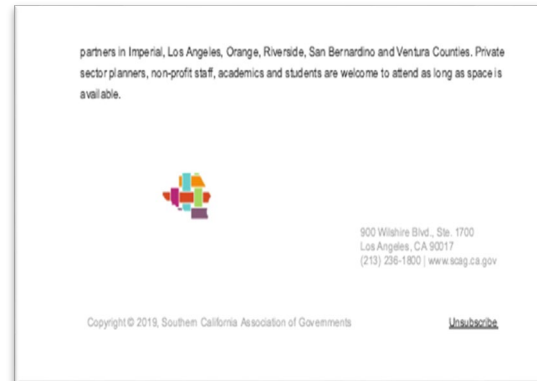 partners in Imperial, Los Angeles, Orange, Riverside, San Bernardino and Ventura Counties. Private
sector planners, non-profit staff, academics and students are welcome to attend as long as space is
available.
900 Wilshire Blvd., Ste. 1700
Los Angeles, CA 90017
(213) 236-1800 | www.scag.ca.gov
Copyright © 2019, Southern California Association of Governments
Unsubscribe